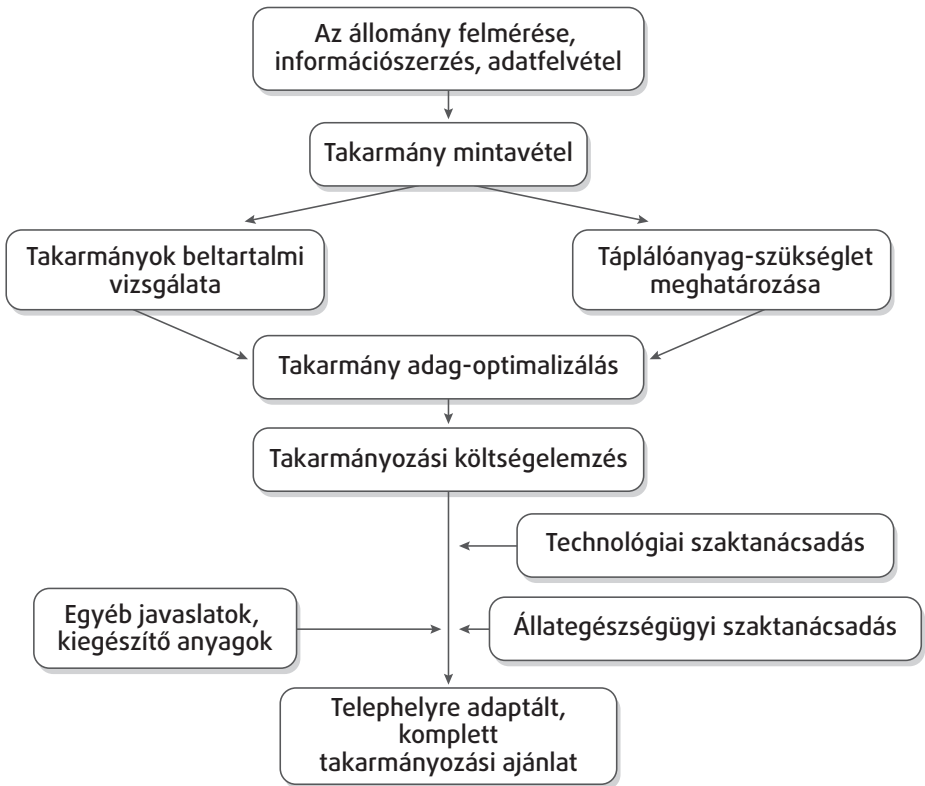 Az állomány felmérése,
információszerzés, adatfelvétel
Takarmány mintavétel
Takarmányok beltartalmi
vizsgálata
Táplálóanyag-szükséglet
meghatározása
Takarmány adag-optimalizálás
Takarmányozási költségelemzés
Technológiai szaktanácsadás
Egyéb javaslatok,
kiegészítő anyagok
Állategészségügyi szaktanácsadás
Telephelyre adaptált,
komplett
takarmányozási ajánlat